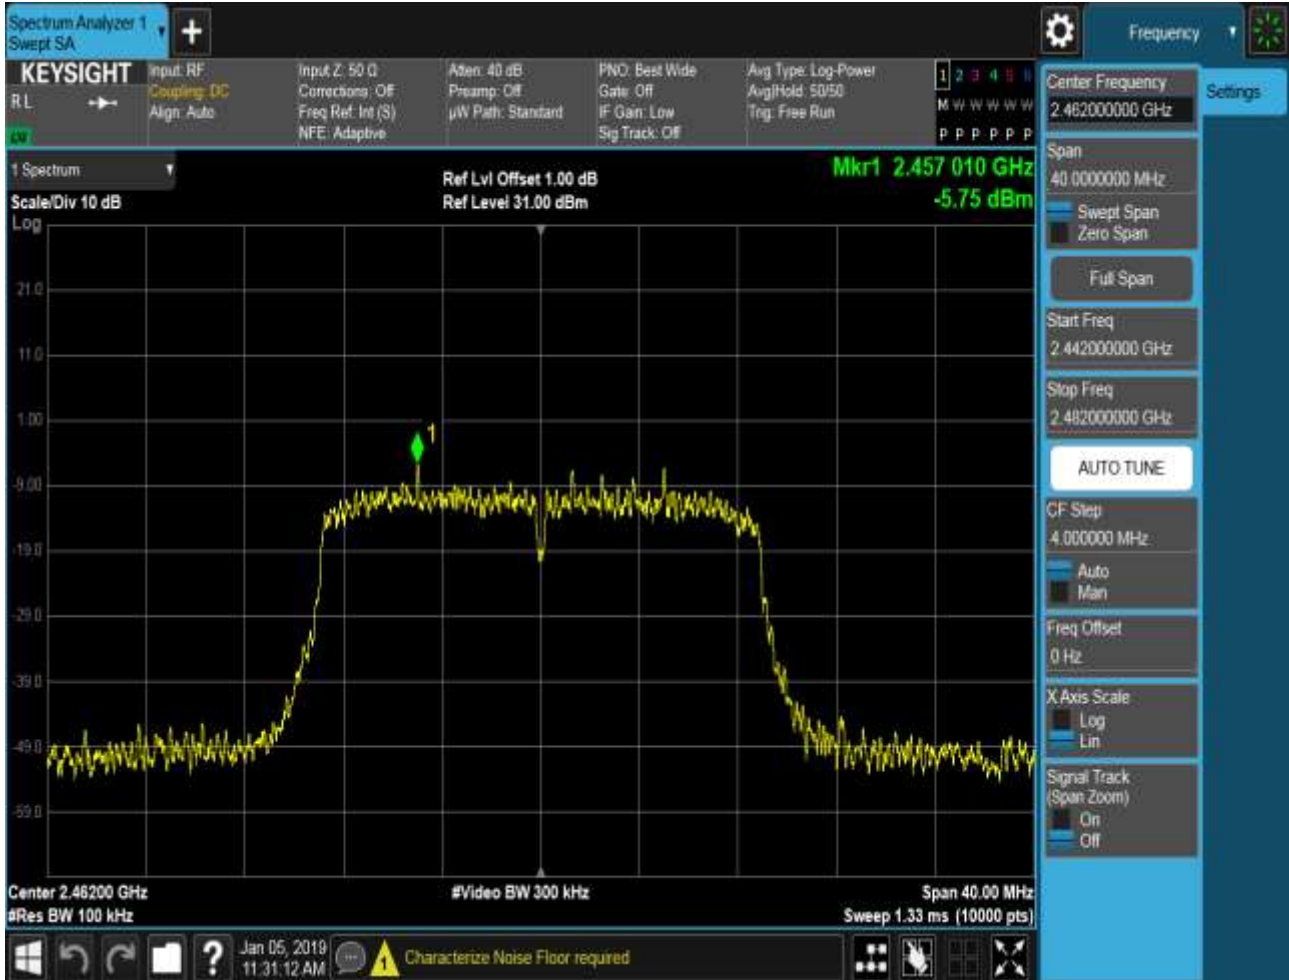 Spectrum Analyzer 1
Swept SA
Frequency
KEYSIGHT
R L
Input: RF
Coupling: DC
Align: Auto
Input Z: 50 Ω
Corrections: Off
Freq Ref: Int (S)
NFE: Adaptive
Atten: 40 dB
Preamp: Off
µW Path: Standard
PNO: Best Wide
Gate: Off
IF Gain: Low
Sig Track: Off
Avg Type: Log-Power
Avg|Hold: 50/50
Trig: Free Run
1 2 3 4 5 6
M W W W W W
P P P P P P
1 Spectrum
Scale/Div 10 dB
Log
Ref Lvl Offset 1.00 dB
Ref Level 31.00 dBm
Mkr1 2.457 010 GHz
-5.75 dBm
21.0
11.0
1.00
-9.00
-19.0
-29.0
-39.0
-49.0
-59.0
1
Center 2.46200 GHz
#Res BW 100 kHz
#Video BW 300 kHz
Span 40.00 MHz
Sweep 1.33 ms (10000 pts)
Center Frequency
2.462000000 GHz
Settings
Span
40.0000000 MHz
Swept Span
Zero Span
Full Span
Start Freq
2.442000000 GHz
Stop Freq
2.482000000 GHz
AUTO TUNE
CF Step
4.000000 MHz
Auto
Man
Freq Offset
0 Hz
X Axis Scale
Log
Lin
Signal Track
(Span Zoom)
On
Off
?
Jan 05, 2019
11:31:12 AM
1
Characterize Noise Floor required